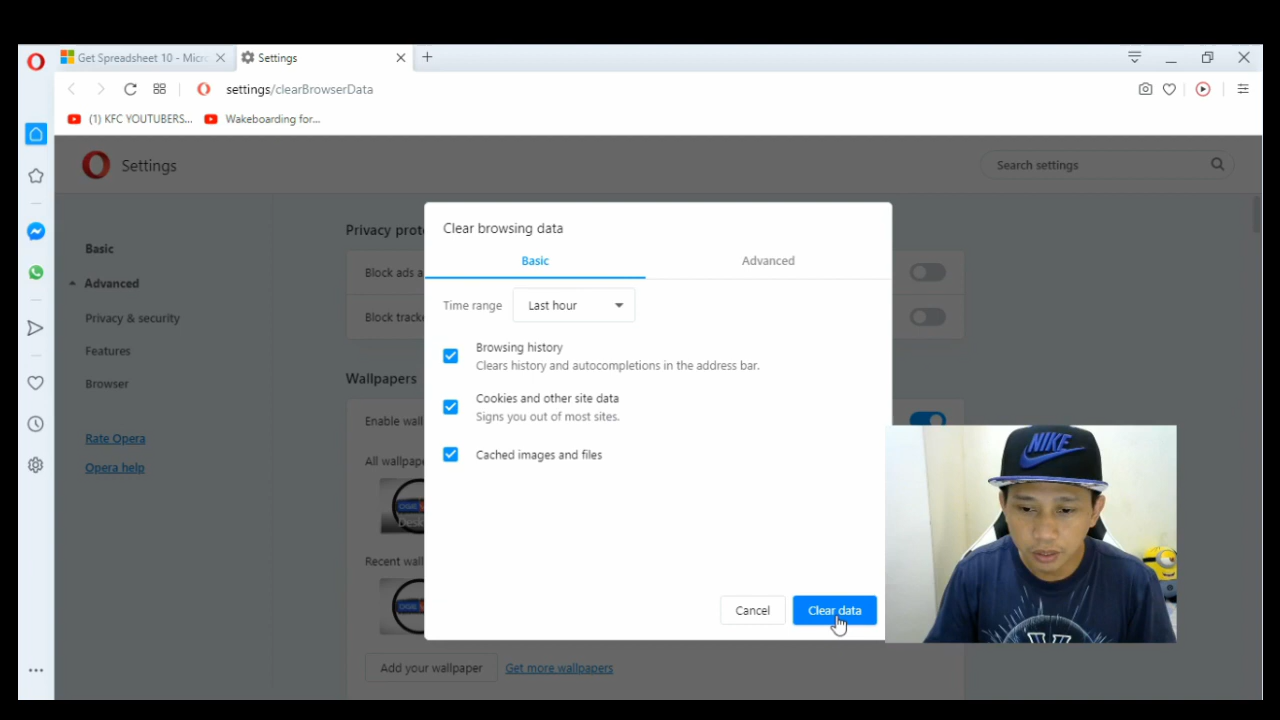 Get Spreadsheet 10 - Micr
Settings
settings/clearBrowserData
(1) KFC YOUTUBERS...
Wakeboarding for...
Settings
Search settings
Basic
Advanced
Privacy & security
Features
Browser
Rate Opera
Opera help
Privacy prot
Block ads a
Block track
Wallpapers
Enable wall
All wallpape
Recent wall
Add your wallpaper
Get more wallpapers
Clear browsing data
Basic
Advanced
Time range
Last hour
Browsing history
Clears history and autocompletions in the address bar.
Cookies and other site data
Signs you out of most sites.
Cached images and files
Cancel
Clear data
NIKE